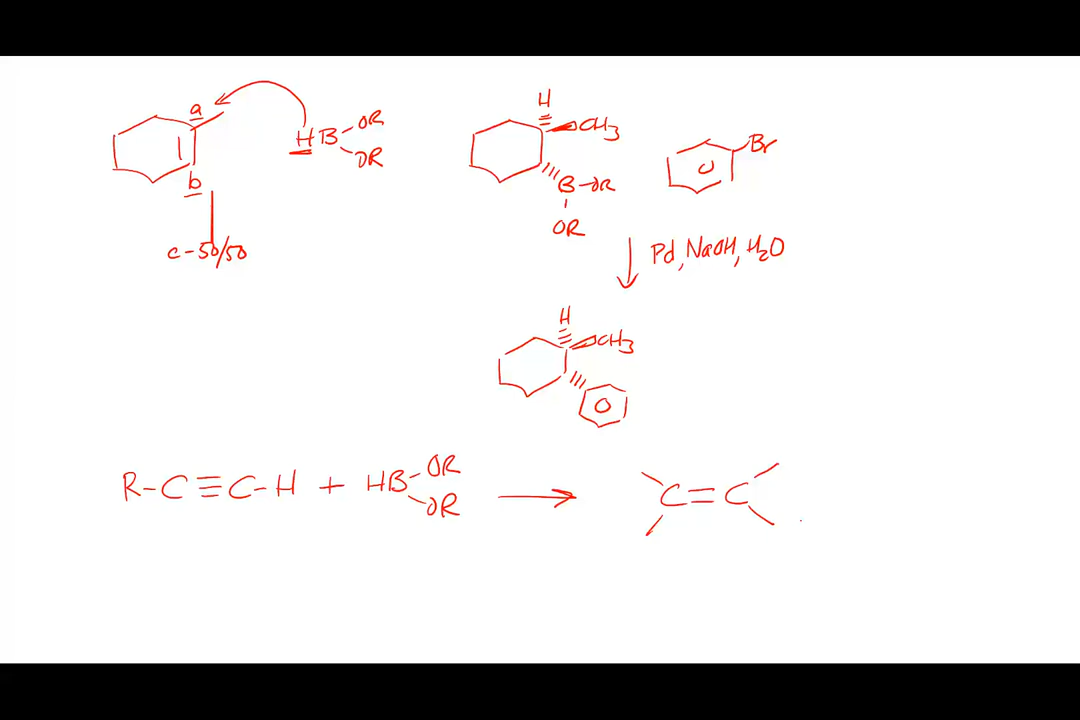 a
HB
OR
OR
b
c-50/50
H
CH3
B-OR
OR
Br
Pd, NaOH, H2O
H
CH3
R-C≡C-H + HB
OR
OR
→
C=C